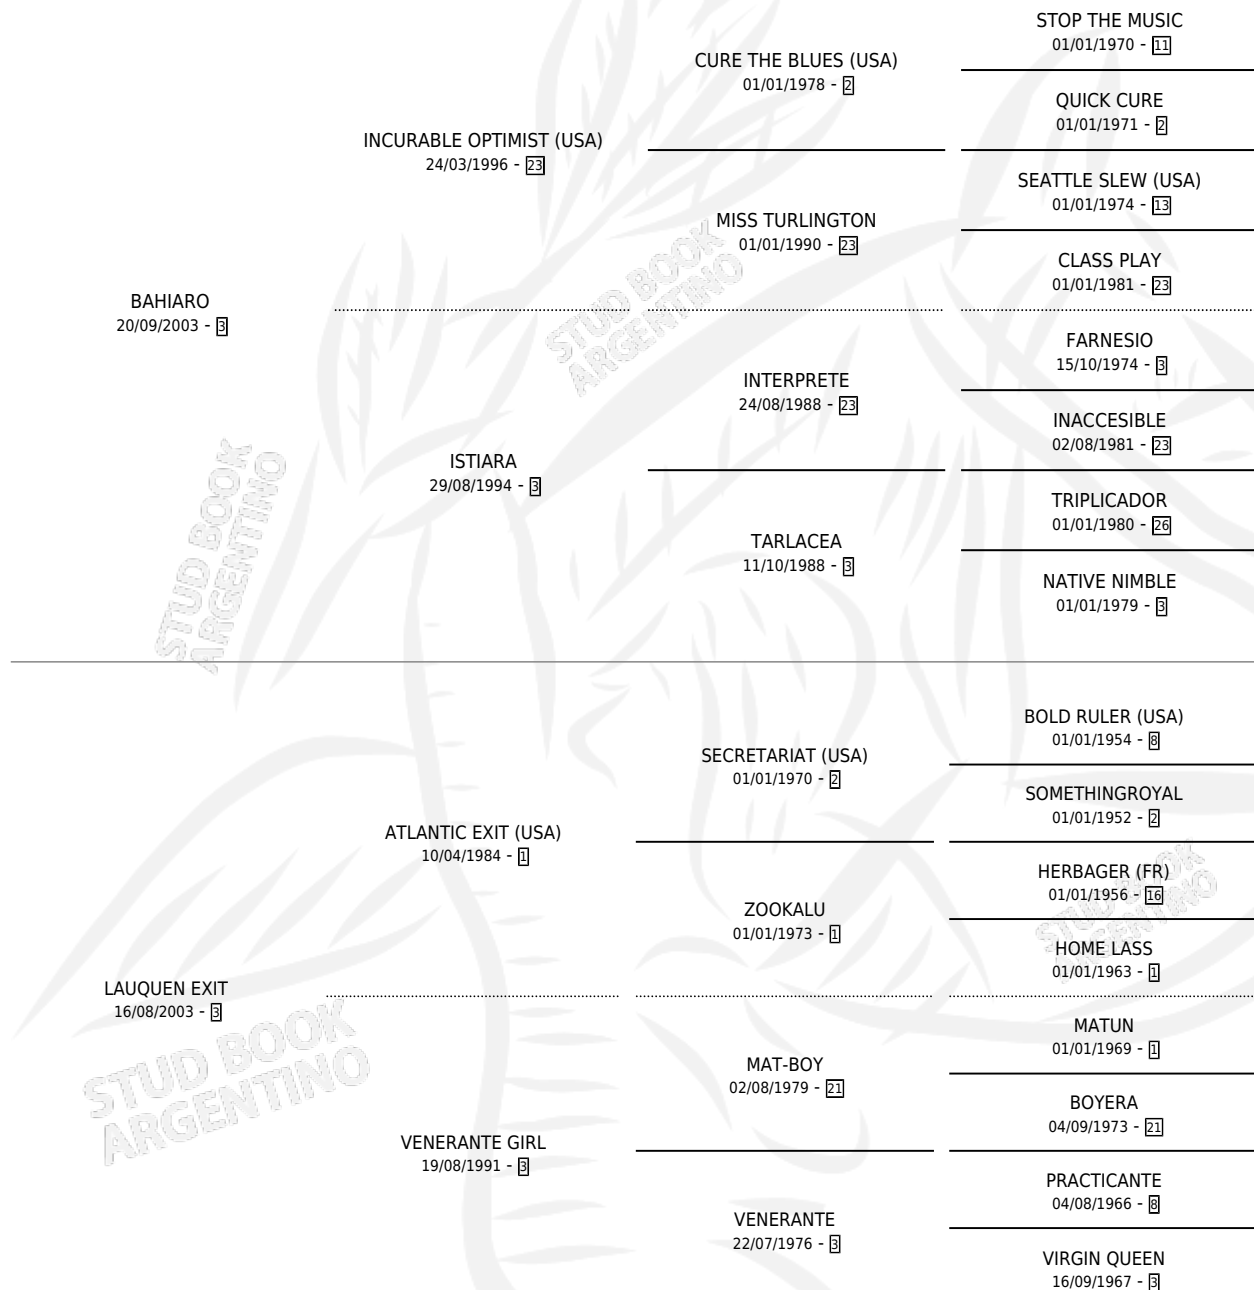 STOP THE MUSIC
01/01/1970 - 11
CURE THE BLUES (USA)
01/01/1978 - 2
QUICK CURE
01/01/1971 - 2
INCURABLE OPTIMIST (USA)
24/03/1996 - 23
SEATTLE SLEW (USA)
01/01/1974 - 13
MISS TURLINGTON
01/01/1990 - 23
CLASS PLAY
01/01/1981 - 23
BAHIARO
20/09/2003 - 3
FARNESIO
15/10/1974 - 3
INTERPRETE
24/08/1988 - 23
INACCESIBLE
02/08/1981 - 23
ISTIARA
29/08/1994 - 3
TRIPLICADOR
01/01/1980 - 26
TARLACEA
11/10/1988 - 3
NATIVE NIMBLE
01/01/1979 - 3
BOLD RULER (USA)
01/01/1954 - 8
SECRETARIAT (USA)
01/01/1970 - 2
SOMETHINGROYAL
01/01/1952 - 2
ATLANTIC EXIT (USA)
10/04/1984 - 1
HERBAGER (FR)
01/01/1956 - 16
ZOOKALU
01/01/1973 - 1
HOME LASS
01/01/1963 - 1
LAUQUEN EXIT
16/08/2003 - 3
MATUN
01/01/1969 - 1
MAT-BOY
02/08/1979 - 21
BOYERA
04/09/1973 - 21
VENERANTE GIRL
19/08/1991 - 3
PRACTICANTE
04/08/1966 - 8
VENERANTE
22/07/1976 - 3
VIRGIN QUEEN
16/09/1967 - 3
STUD BOOK
ARGENTINO
STUD BOOK
ARGENTINO
STUD BOOK
ARGENTINO
STUD BOOK
ARGENTINO